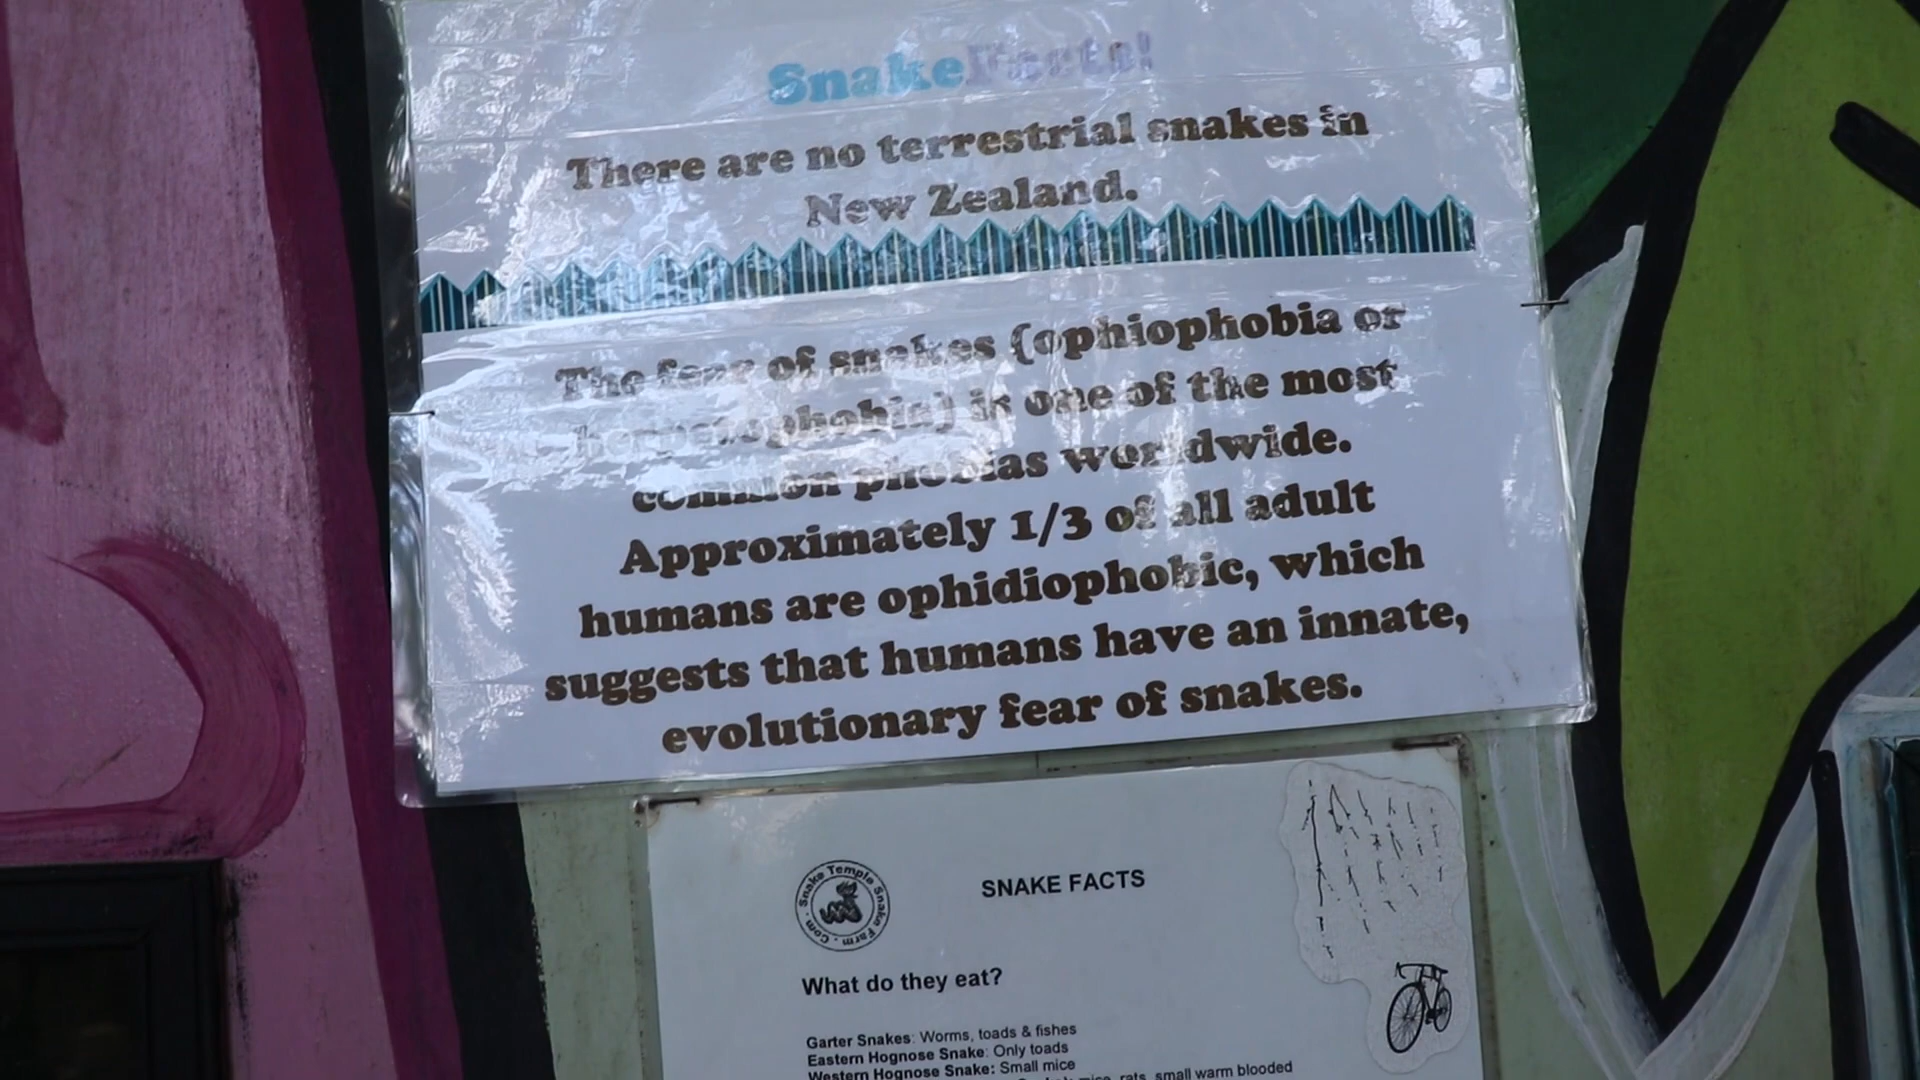 Snake Facts!
There are no terrestrial snakes in
New Zealand.
The fear of snakes (ophiophobia or
herpetophobia) is one of the most
common phobias worldwide.
Approximately 1/3 of all adult
humans are ophidiophobic, which
suggests that humans have an innate,
evolutionary fear of snakes.
Snake Temple Snake Farm . Com .
SNAKE FACTS
What do they eat?
Garter Snakes: Worms, toads & fishes
Eastern Hognose Snake: Only toads
Western Hognose Snake: Small mice
mice, rats, small warm blooded